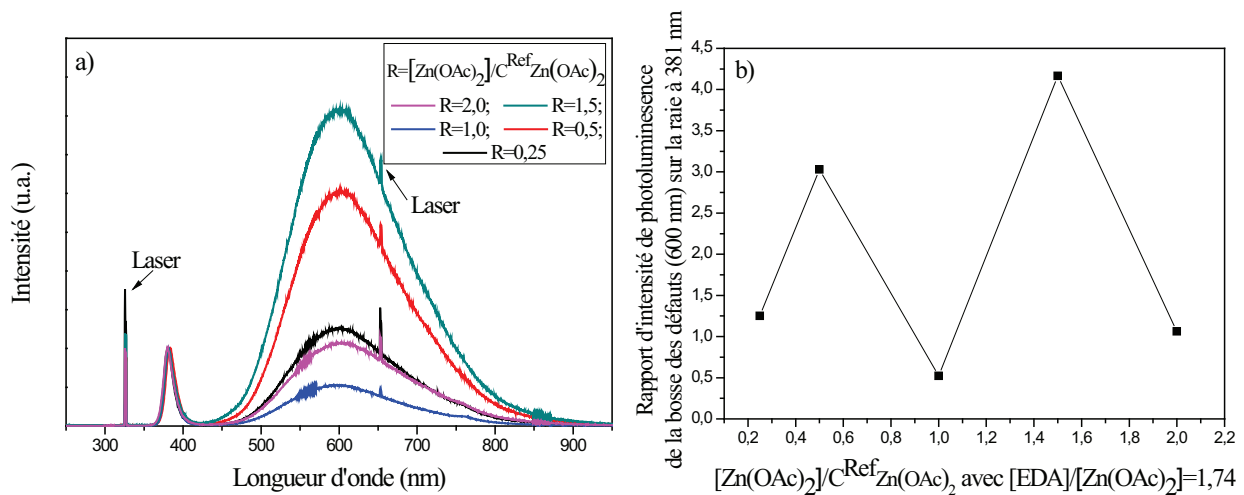 a)
R=[Zn(OAc)2]/C^Ref Zn(OAc)2
R=2,0; R=1,5;
R=1,0; R=0,5;
R=0,25
Laser
Laser
Intensité (u.a.)
300 400 500 600 700 800 900
Longueur d'onde (nm)
b)
Rapport d'intensité de photoluminesence
de la bosse des défauts (600 nm) sur la raie à 381 nm
4,5
4,0
3,5
3,0
2,5
2,0
1,5
1,0
0,5
0,0
0,2 0,4 0,6 0,8 1,0 1,2 1,4 1,6 1,8 2,0 2,2
[Zn(OAc)2]/C^Ref Zn(OAc)2 avec [EDA]/[Zn(OAc)2]=1,74